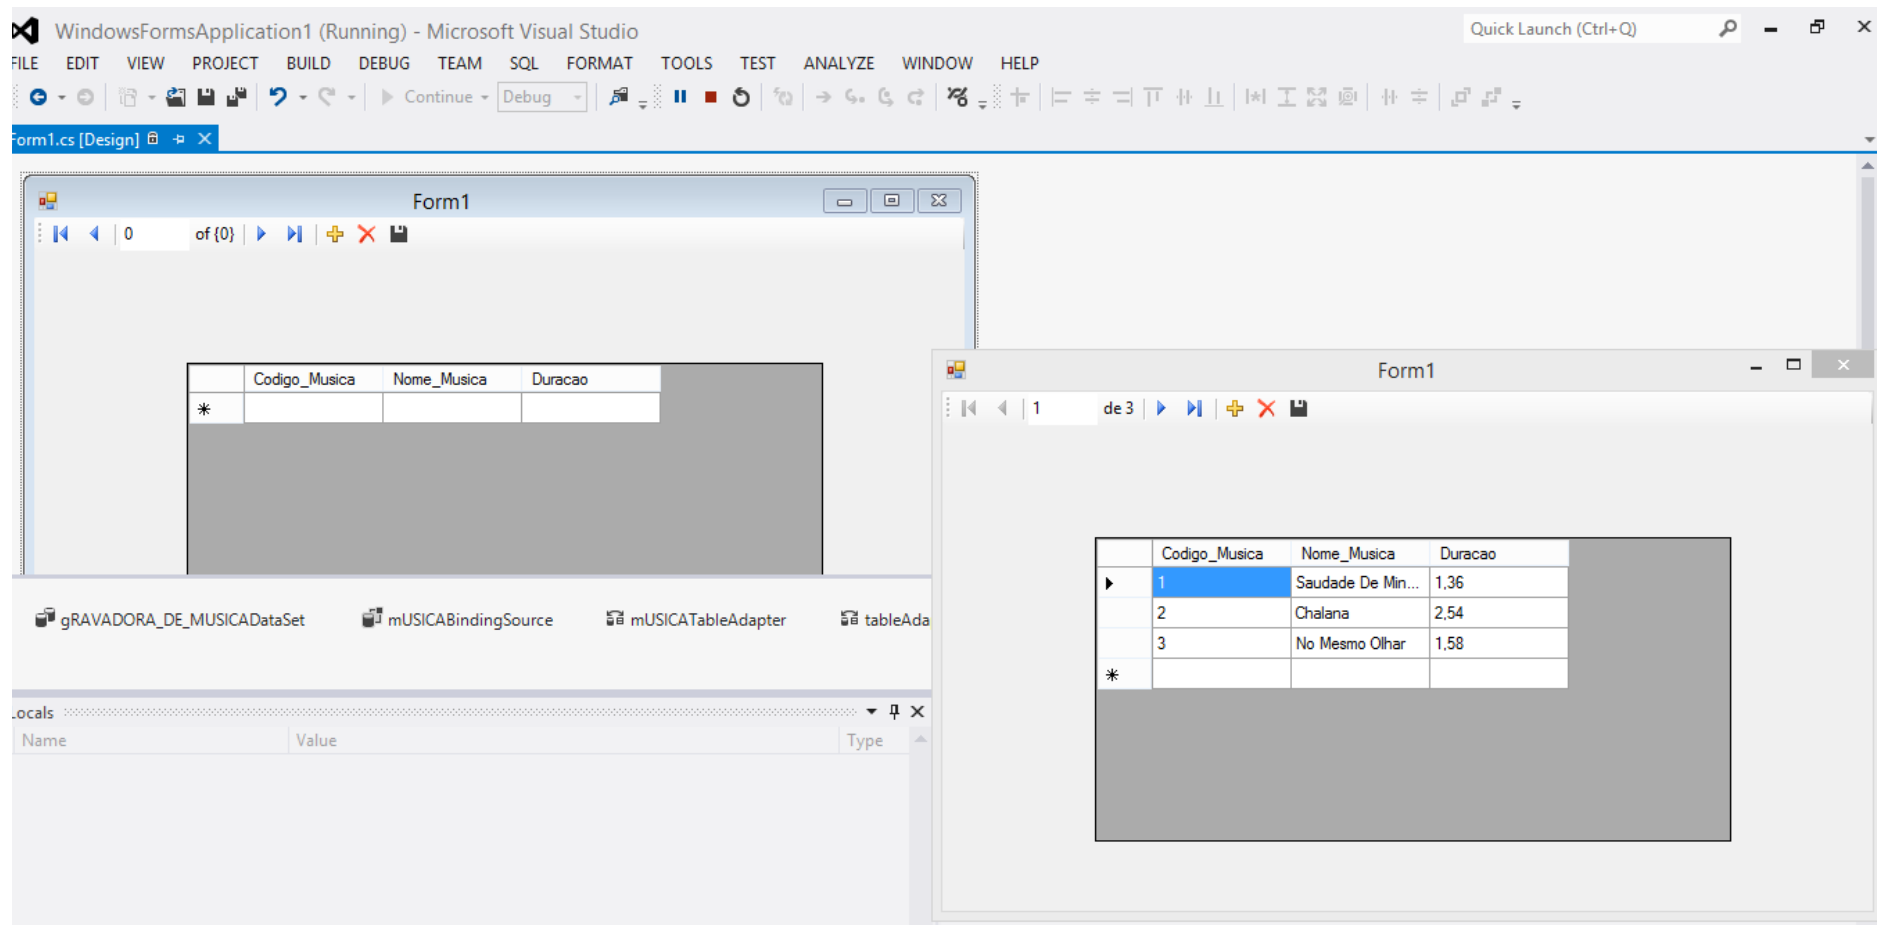 WindowsFormsApplication1 (Running) - Microsoft Visual Studio
Quick Launch (Ctrl+Q)
FILE EDIT VIEW PROJECT BUILD DEBUG TEAM SQL FORMAT TOOLS TEST ANALYZE WINDOW HELP
Continue Debug
Form1.cs [Design]
Form1
0 of {0}
Codigo_Musica Nome_Musica Duracao
gRAVADORA_DE_MUSICADataSet mUSICABindingSource mUSICATableAdapter tableAda
Locals
Name Value Type
Form1
1 de 3
Codigo_Musica Nome_Musica Duracao
1 Saudade De Min... 1,36
2 Chalana 2,54
3 No Mesmo Olhar 1,58